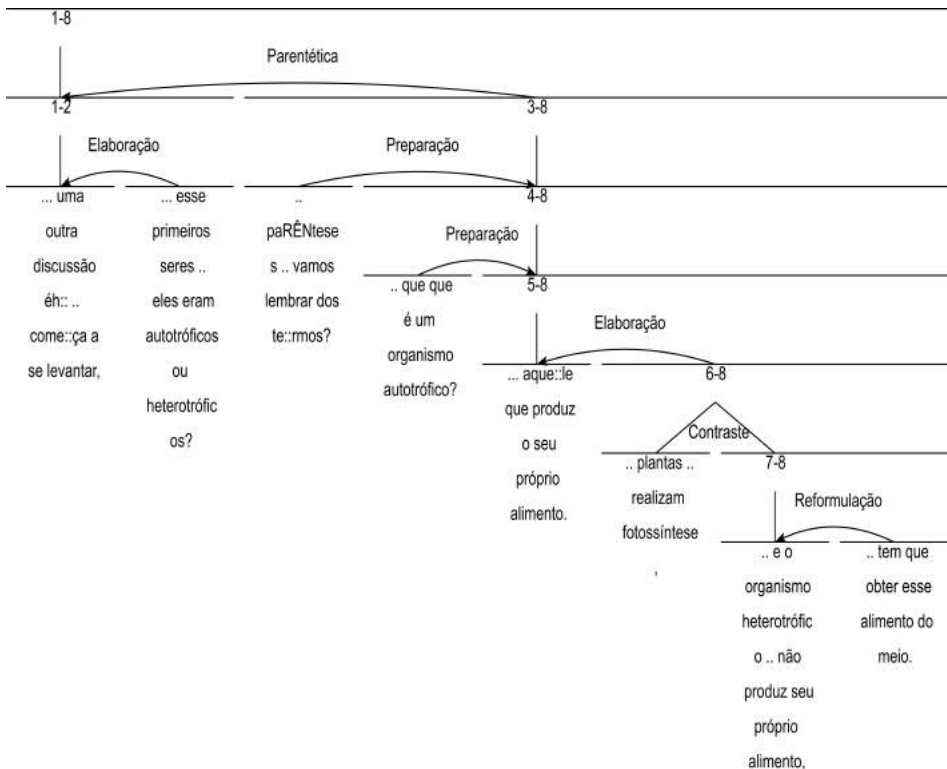 1-8
Parentética
1-2
3-8
Elaboração
Preparação
... uma
outra
discussão
éh:: ..
come::ça a
se levantar,
... esse
primeiros
seres ..
eles eram
autotróficos
ou
heterotrófic
os?
..
paRÊNtese
s .. vamos
lembrar dos
te::rmos?
4-8
Preparação
.. que que
é um
organismo
autotrófico?
5-8
Elaboração
... aque::le
que produz
o seu
próprio
alimento.
6-8
Contraste
.. plantas ..
realizam
fotossíntese
,
7-8
Reformulação
.. e o
organismo
heterotrófic
o .. não
produz seu
próprio
alimento,
.. tem que
obter esse
alimento do
meio.